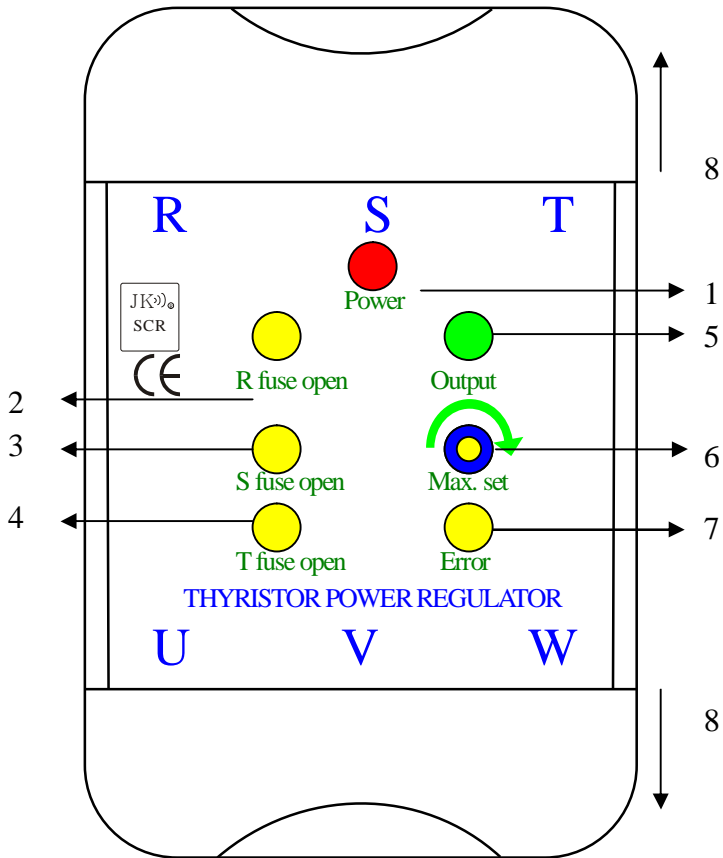 8
R S T
Power
1
JK
SCR
CE
5
R fuse open Output
2
3
6
S fuse open Max. set
4
7
T fuse open Error
THYRISTOR POWER REGULATOR
U V W
8